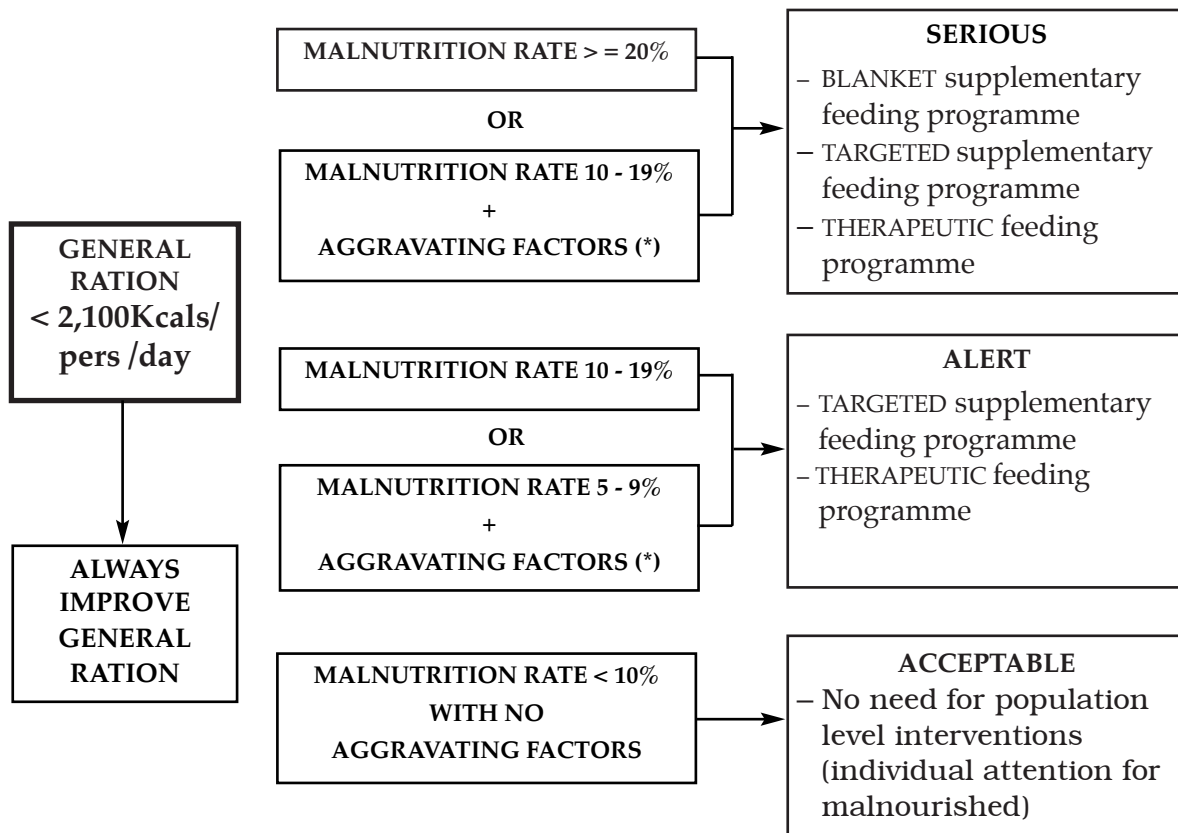 GENERAL
RATION
< 2,100Kcals/
pers /day
ALWAYS
IMPROVE
GENERAL
RATION
MALNUTRITION RATE > = 20%
OR
MALNUTRITION RATE 10 - 19%
+
AGGRAVATING FACTORS (*)
SERIOUS
– BLANKET supplementary
feeding programme
– TARGETED supplementary
feeding programme
– THERAPEUTIC feeding
programme
MALNUTRITION RATE 10 - 19%
OR
MALNUTRITION RATE 5 - 9%
+
AGGRAVATING FACTORS (*)
ALERT
– TARGETED supplementary
feeding programme
– THERAPEUTIC feeding
programme
MALNUTRITION RATE < 10%
WITH NO
AGGRAVATING FACTORS
ACCEPTABLE
– No need for population
level interventions
(individual attention for
malnourished)